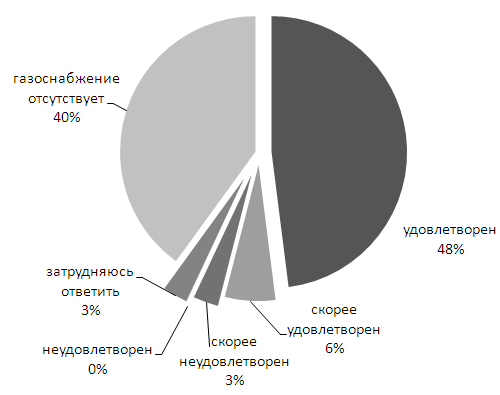 газоснабжение
отсутствует
40%
удовлетворен
48%
скорее
удовлетворен
6%
скорее
неудовлетворен
3%
неудовлетворен
0%
затрудняюсь
ответить
3%